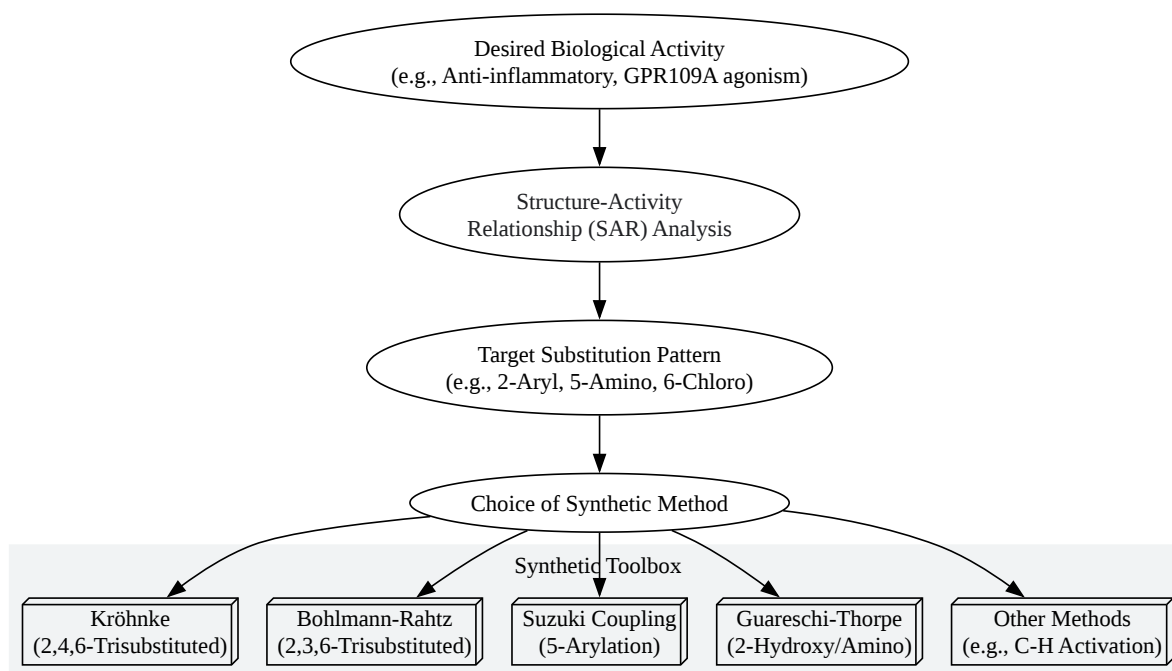 Desired Biological Activity
(e.g., Anti-inflammatory, GPR109A agonism)
Structure-Activity
Relationship (SAR) Analysis
Target Substitution Pattern
(e.g., 2-Aryl, 5-Amino, 6-Chloro)
Choice of Synthetic Method
Synthetic Toolbox
Kröhnke
(2,4,6-Trisubstituted)
Bohlmann-Rahtz
(2,3,6-Trisubstituted)
Suzuki Coupling
(5-Arylation)
Guareschi-Thorpe
(2-Hydroxy/Amino)
Other Methods
(e.g., C-H Activation)